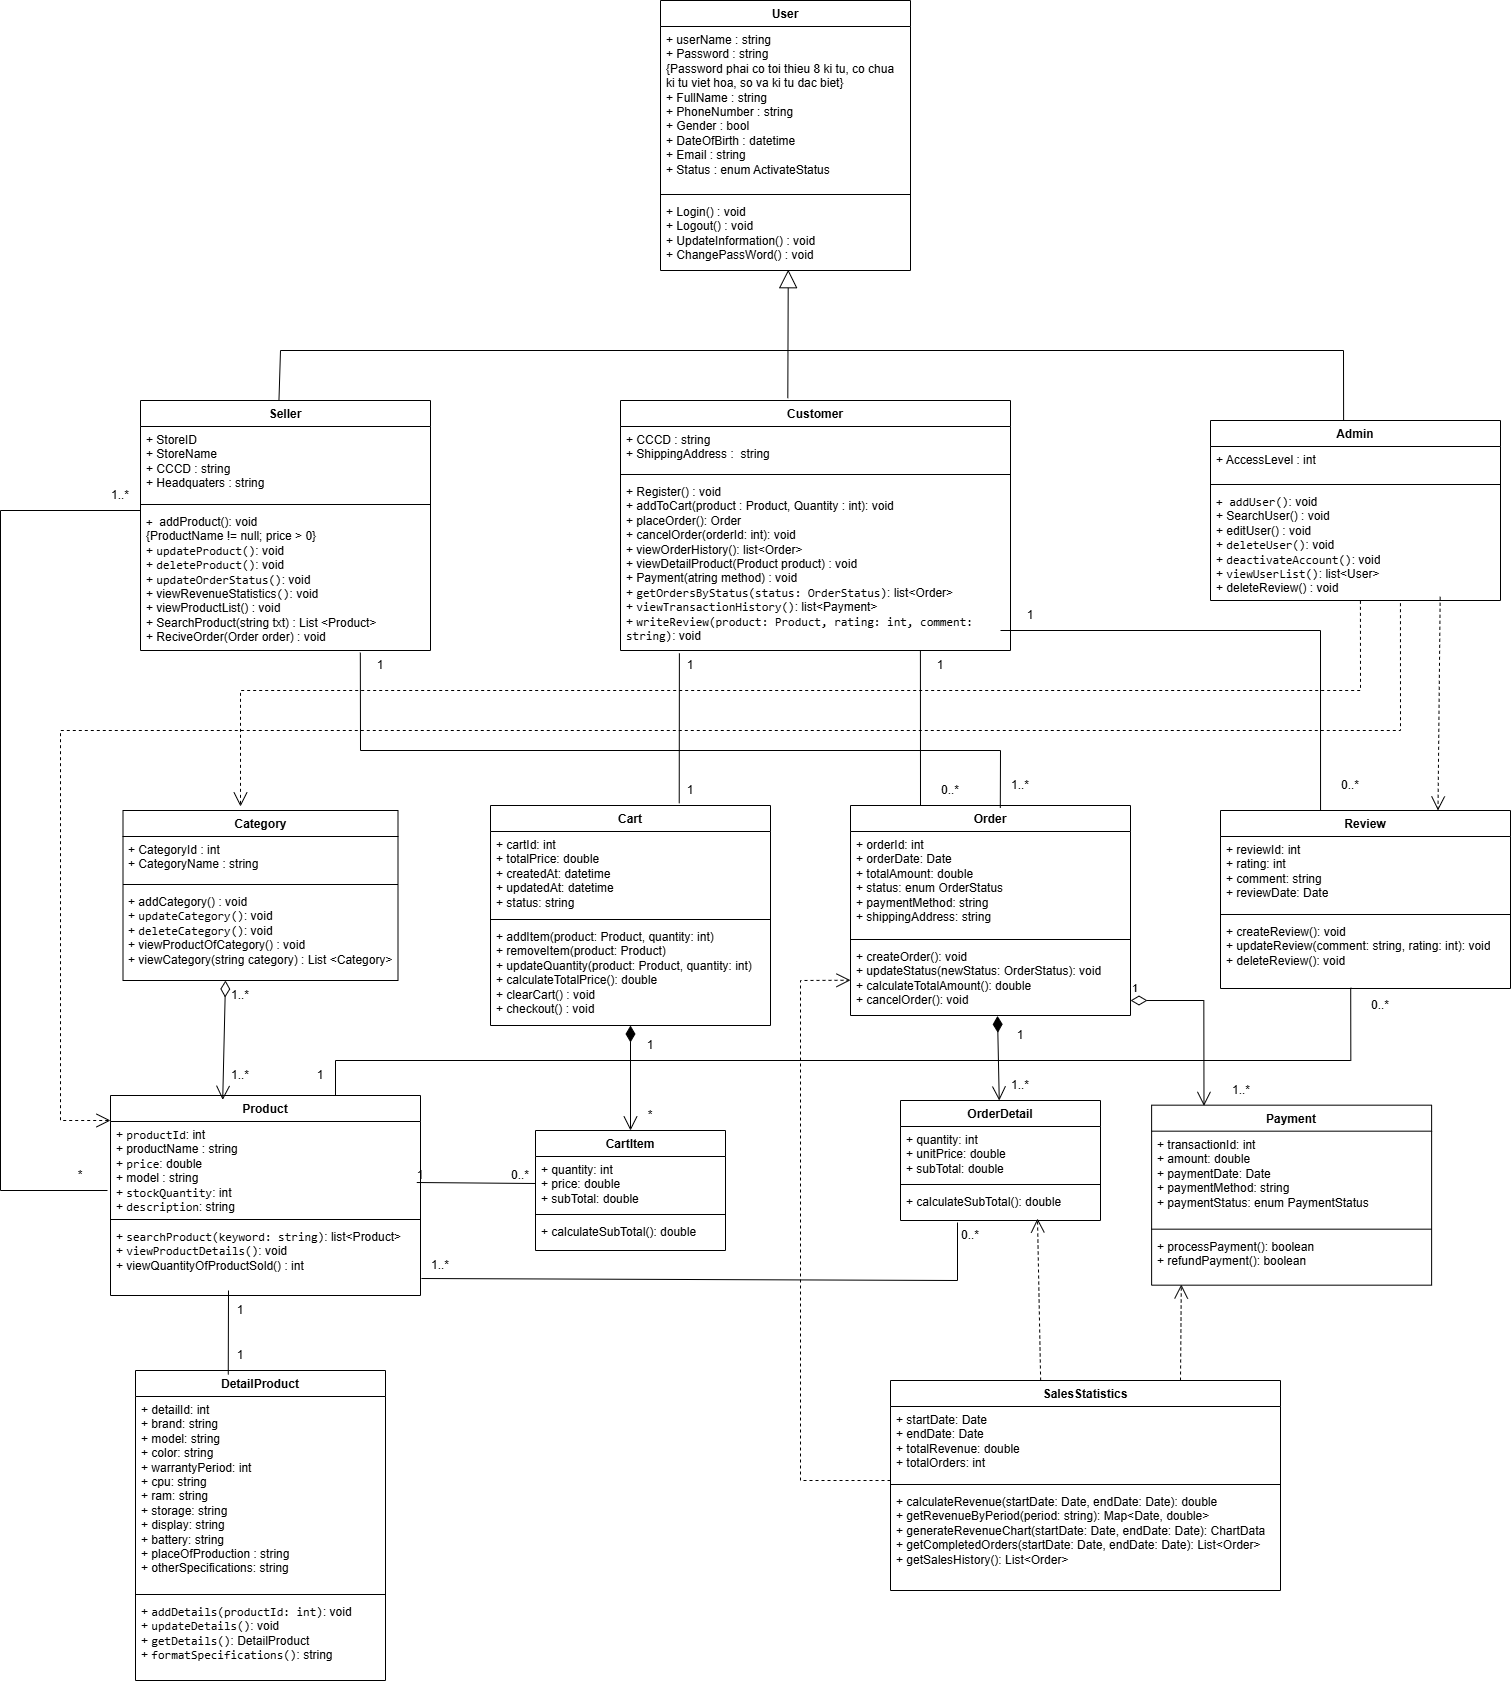 User
+ userName : string
+ Password : string
{Password phai co toi thieu 8 ki tu, co chua
ki tu viet hoa, so va ki tu dac biet}
+ FullName : string
+ PhoneNumber : string
+ Gender : bool
+ DateOfBirth : datetime
+ Email : string
+ Status : enum ActivateStatus
+ Login() : void
+ Logout() : void
+ UpdateInformation() : void
+ ChangePassWord() : void
Seller
+ StoreID
+ StoreName
+ CCCD : string
+ Headquaters : string
+ addProduct(): void
{ProductName != null; price > 0}
+ updateProduct(): void
+ deleteProduct(): void
+ updateOrderStatus(): void
+ viewRevenueStatistics(): void
+ viewProductList() : void
+ SearchProduct(string txt) : List <Product>
+ ReciveOrder(Order order) : void
Customer
+ CCCD : string
+ ShippingAddress : string
+ Register() : void
+ addToCart(product : Product, Quantity : int): void
+ placeOrder(): Order
+ cancelOrder(orderId: int): void
+ viewOrderHistory(): list<Order>
+ viewDetailProduct(Product product) : void
+ Payment(atring method) : void
+ getOrdersByStatus(status: OrderStatus): list<Order>
+ viewTransactionHistory(): list<Payment>
+ writeReview(product: Product, rating: int, comment:
string): void
Admin
+ AccessLevel : int
+ addUser(): void
+ SearchUser() : void
+ editUser() : void
+ deleteUser(): void
+ deactivateAccount(): void
+ viewUserList(): list<User>
+ deleteReview() : void
1..*
1
1
1
1
1
0..*
1..*
0..*
Category
+ CategoryId : int
+ CategoryName : string
+ addCategory() : void
+ updateCategory(): void
+ deleteCategory(): void
+ viewProductOfCategory() : void
+ viewCategory(string category) : List <Category>
Cart
+ cartId: int
+ totalPrice: double
+ createdAt: datetime
+ updatedAt: datetime
+ status: string
+ addItem(product: Product, quantity: int)
+ removeItem(product: Product)
+ updateQuantity(product: Product, quantity: int)
+ calculateTotalPrice(): double
+ clearCart() : void
+ checkout() : void
Order
+ orderId: int
+ orderDate: Date
+ totalAmount: double
+ status: enum OrderStatus
+ paymentMethod: string
+ shippingAddress: string
+ createOrder(): void
+ updateStatus(newStatus: OrderStatus): void
+ calculateTotalAmount(): double
+ cancelOrder(): void
Review
+ reviewId: int
+ rating: int
+ comment: string
+ reviewDate: Date
+ createReview(): void
+ updateReview(comment: string, rating: int): void
+ deleteReview(): void
1..*
1
1
1
0..*
1..*
1
*
1..*
1..*
Product
+ productId: int
+ productName : string
+ price: double
+ model : string
+ stockQuantity: int
+ description: string
+ searchProduct(keyword: string): list<Product>
+ viewProductDetails(): void
+ viewQuantityOfProductSold() : int
*
1
0..*
CartItem
+ quantity: int
+ price: double
+ subTotal: double
+ calculateSubTotal(): double
OrderDetail
+ quantity: int
+ unitPrice: double
+ subTotal: double
+ calculateSubTotal(): double
Payment
+ transactionId: int
+ amount: double
+ paymentDate: Date
+ paymentMethod: string
+ paymentStatus: enum PaymentStatus
+ processPayment(): boolean
+ refundPayment(): boolean
0..*
1..*
1
1
DetailProduct
+ detailId: int
+ brand: string
+ model: string
+ color: string
+ warrantyPeriod: int
+ cpu: string
+ ram: string
+ storage: string
+ display: string
+ battery: string
+ placeOfProduction : string
+ otherSpecifications: string
+ addDetails(productId: int): void
+ updateDetails(): void
+ getDetails(): DetailProduct
+ formatSpecifications(): string
SalesStatistics
+ startDate: Date
+ endDate: Date
+ totalRevenue: double
+ totalOrders: int
+ calculateRevenue(startDate: Date, endDate: Date): double
+ getRevenueByPeriod(period: string): Map<Date, double>
+ generateRevenueChart(startDate: Date, endDate: Date): ChartData
+ getCompletedOrders(startDate: Date, endDate: Date): List<Order>
+ getSalesHistory(): List<Order>